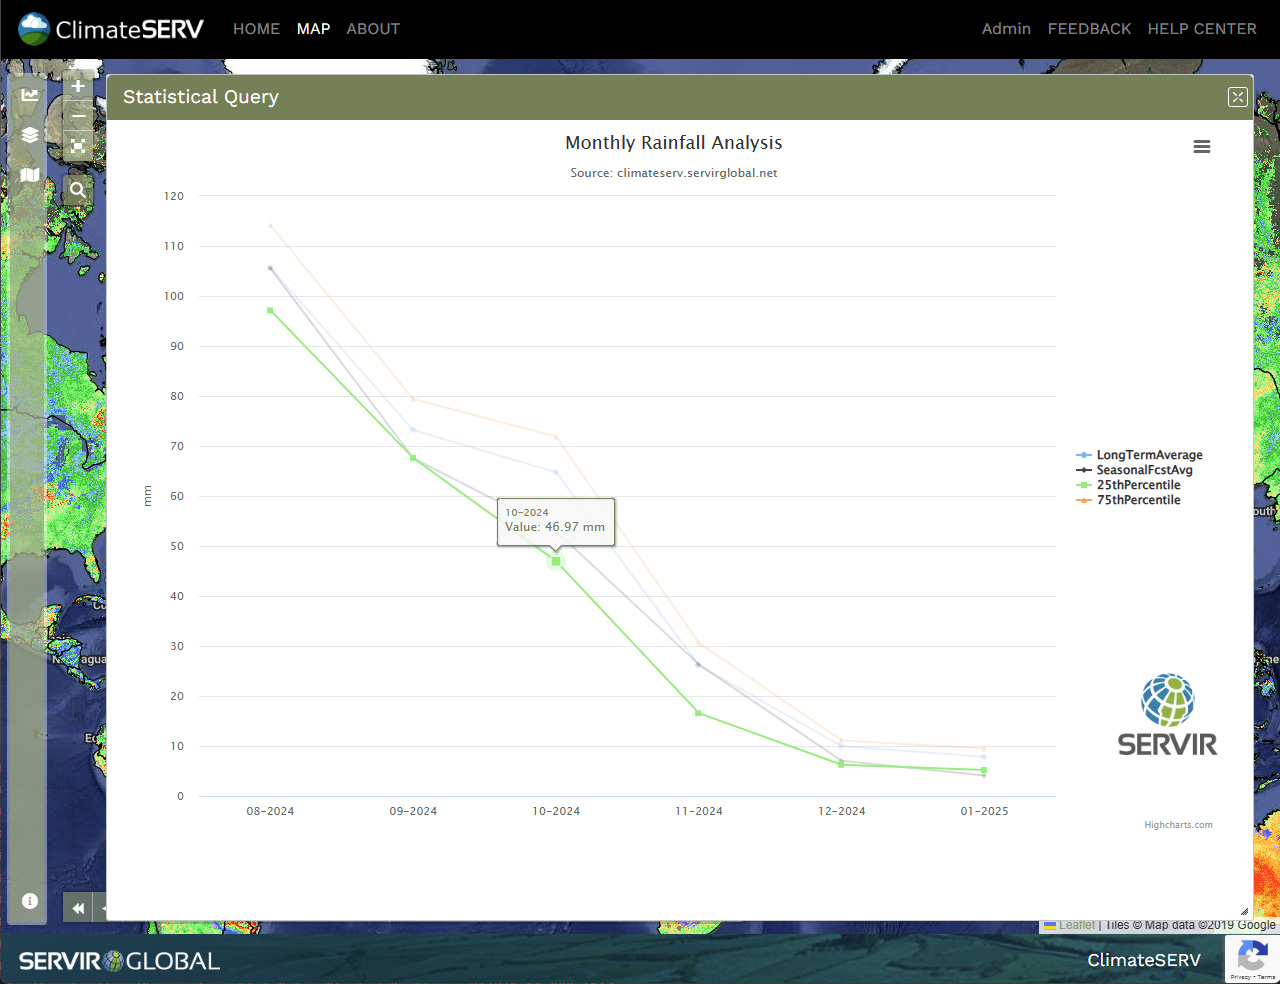 ClimateSERV HOME MAP ABOUT Admin FEEDBACK HELP CENTER
Statistical Query
Monthly Rainfall Analysis
Source: climateserv.servirglobal.net
120
110
100
90
80
70
60
50
40
30
20
10
0
mm
10-2024
Value: 46.97 mm
08-2024 09-2024 10-2024 11-2024 12-2024 01-2025
LongTermAverage
SeasonalFcstAvg
25thPercentile
75thPercentile
SERVIR
Highcharts.com
Leaflet | Tiles © Map data ©2019 Google
SERVIR GLOBAL
ClimateSERV
Privacy - Terms